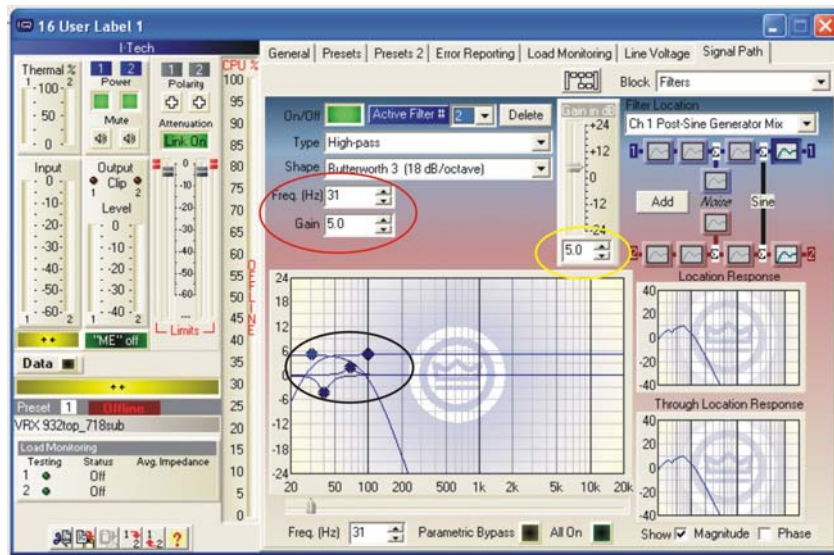 16 User Label 1
I-Tech
CPU %
General Presets Presets 2 Error Reporting Load Monitoring Line Voltage Signal Path
Thermal %
1 2
100
50
0
1 2
Power
Mute
1 2
Polarity
Attenuation
Link On
Input
0
-10
-20
-30
-40
-50
-60
1 2
Output
Clip
1 2
Level
0
-10
-20
-30
-40
1 2
0
-10
-20
-40
-60
...
Limits
++
"ME" off
Data
++
Preset 1 Offline
VRX 932top_718sub
Load Monitoring
Testing Status Avg. Impedance
1 Off
2 Off
?
100
95
90
85
80
75
70
65
60
55
50
45
40
35
30
25
20
15
10
5
0
OFFLINE
Block Filters
On/Off Active Filter # 2 Delete
Type High-pass
Shape Butterworth 3 (18 dB/octave)
Freq. (Hz) 31
Gain 5.0
Gain in dB
+24
+12
0
-12
-24
5.0
Filter Location
Ch 1 Post-Sine Generator Mix
1 1
Add Noise Sine
2 2
24
18
12
6
0
-6
-12
-18
-24
20 50 100 200 500 1k 2k 5k 10k 20k
Freq. (Hz) 31 Parametric Bypass All On
Location Response
40
20
0
-20
-40
Through Location Response
40
20
0
-20
-40
Show Magnitude Phase